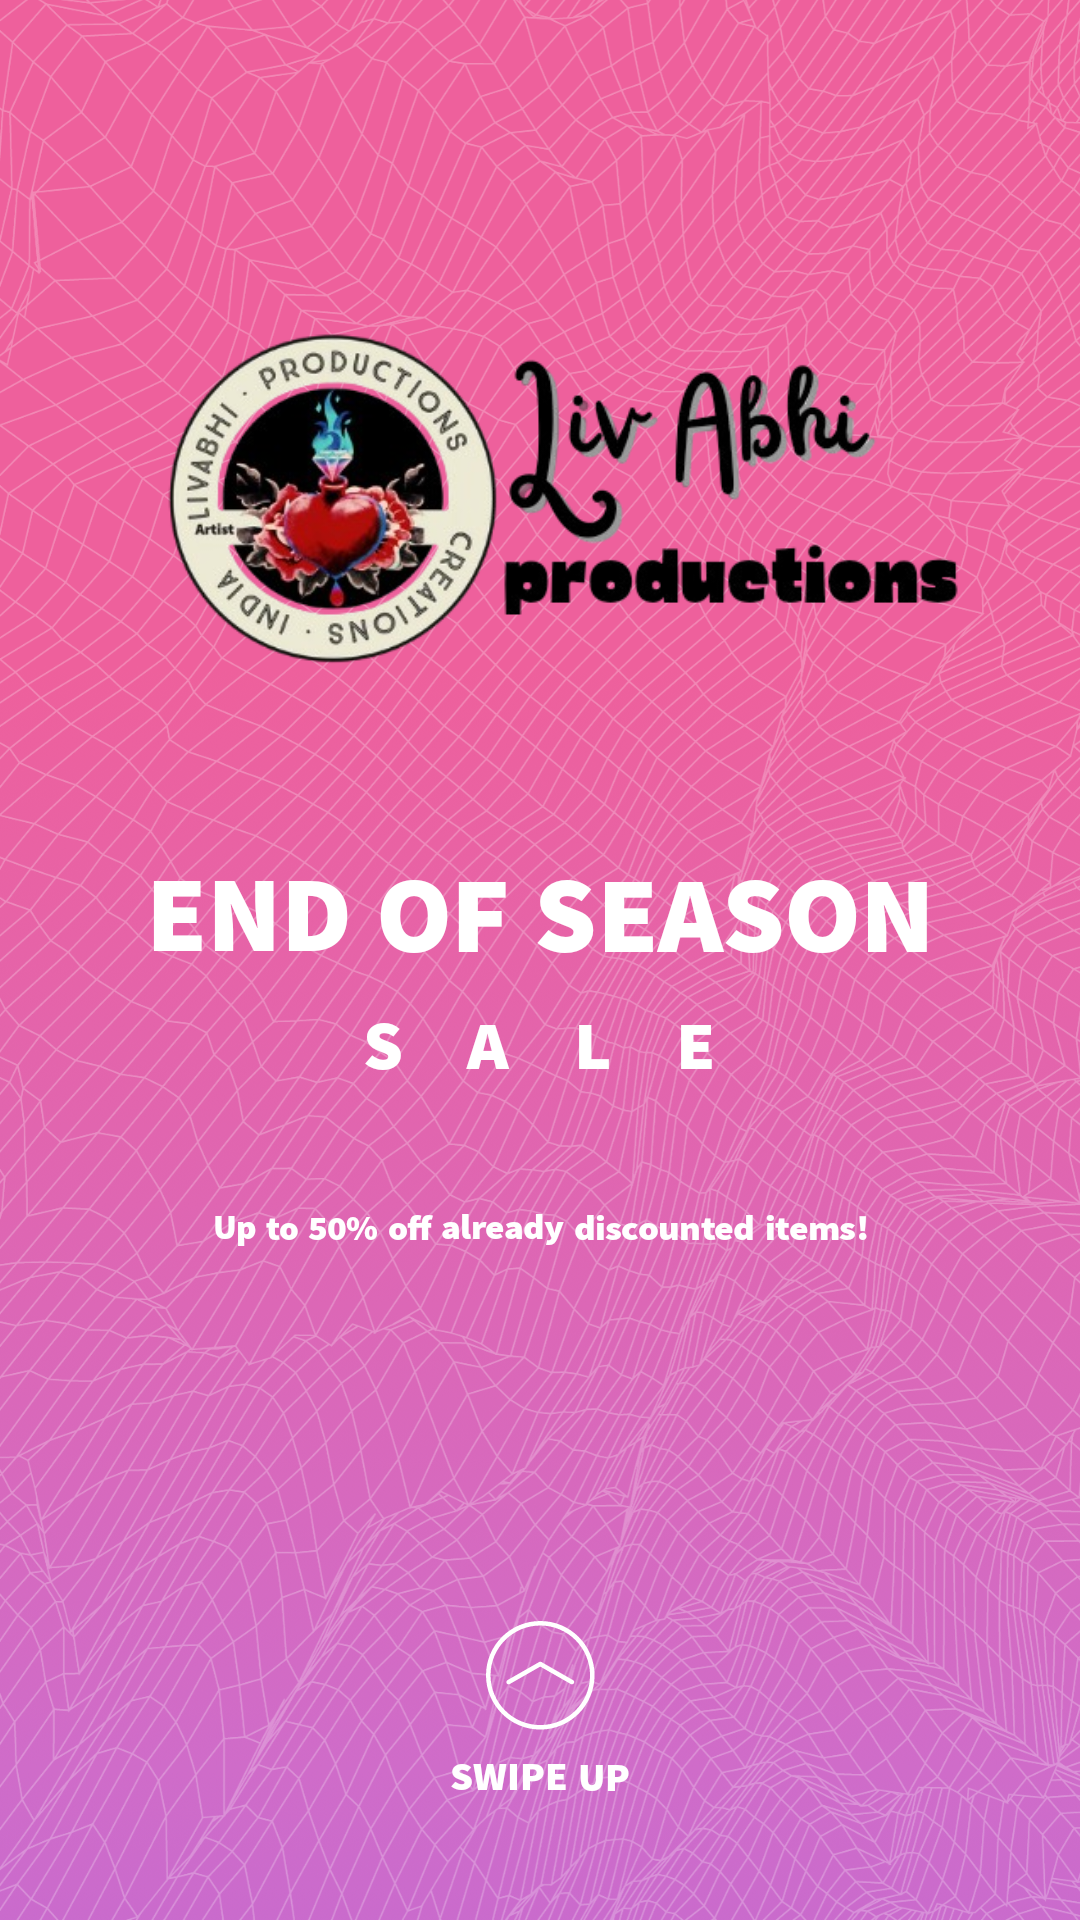 LIVABHI · PRODUCTIONS
Artist
CREATIONS · INDIA
Liv Abhi
productions
END OF SEASON
SALE
Up to 50% off already discounted items!
SWIPE UP